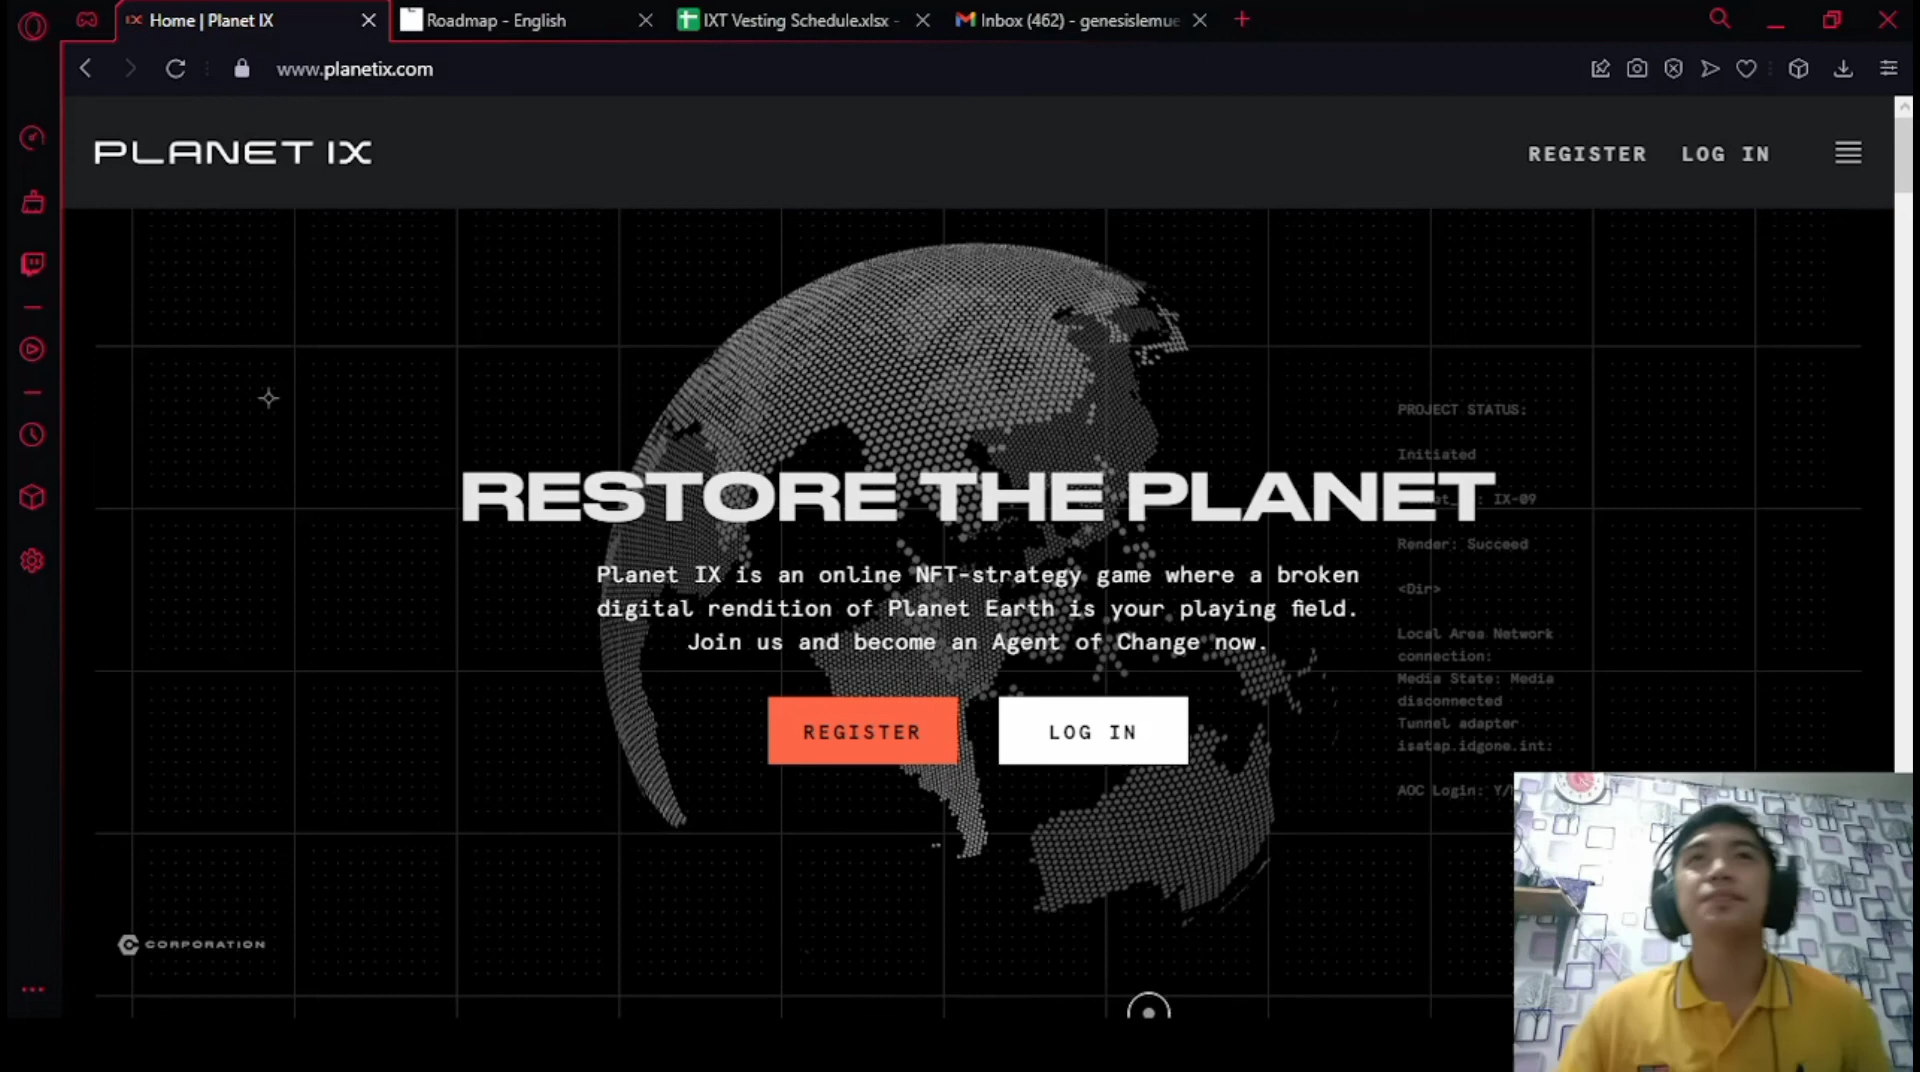 Home | Planet IX
Roadmap - English
IXT Vesting Schedule.xlsx -
Inbox (462) - genesislemue
www.planetix.com
PLANET IX
REGISTER
LOG IN
RESTORE THE PLANET
Planet IX is an online NFT-strategy game where a broken
digital rendition of Planet Earth is your playing field.
Join us and become an Agent of Change now.
REGISTER
LOG IN
PROJECT STATUS:
Initiated
: IX-09
Render: Succeed
<Dir>
Local Area Network
connection:
Media State: Media
disconnected
Tunnel adapter
isatap.idgone.int:
AOC Login: Y/
CORPORATION